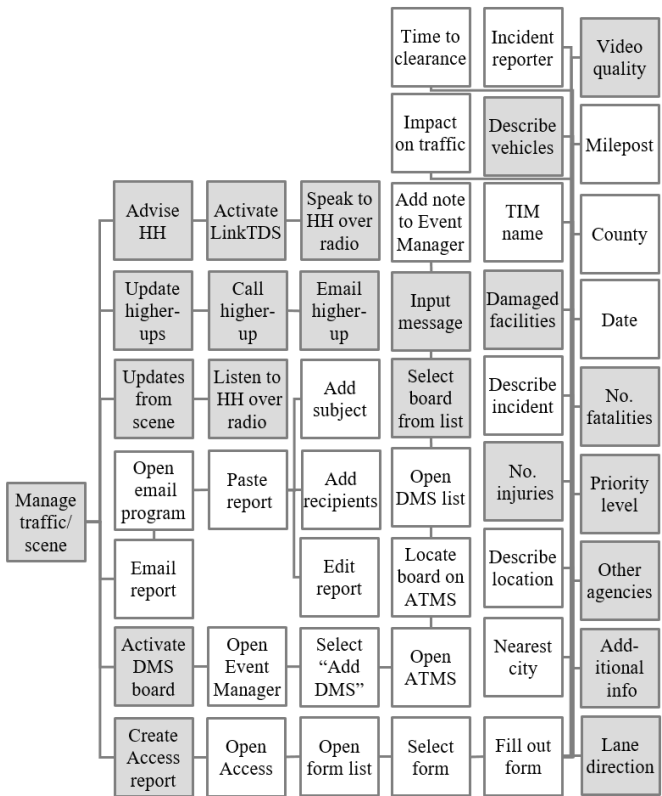 Time to
clearance
Incident
reporter
Video
quality
Impact
on traffic
Describe
vehicles
Milepost
Advise
HH
Activate
LinkTDS
Speak to
HH over
radio
Add note
to Event
Manager
TIM
name
County
Update
higher-
ups
Call
higher-
up
Email
higher-
up
Input
message
Damaged
facilities
Date
Updates
from
scene
Listen to
HH over
radio
Add
subject
Select
board
from list
Describe
incident
No.
fatalities
Manage
traffic/
scene
Open
email
program
Paste
report
Add
recipients
Open
DMS list
No.
injuries
Priority
level
Email
report
Edit
report
Locate
board on
ATMS
Describe
location
Other
agencies
Activate
DMS
board
Open
Event
Manager
Select
“Add
DMS”
Open
ATMS
Nearest
city
Add-
itional
info
Create
Access
report
Open
Access
Open
form list
Select
form
Fill out
form
Lane
direction